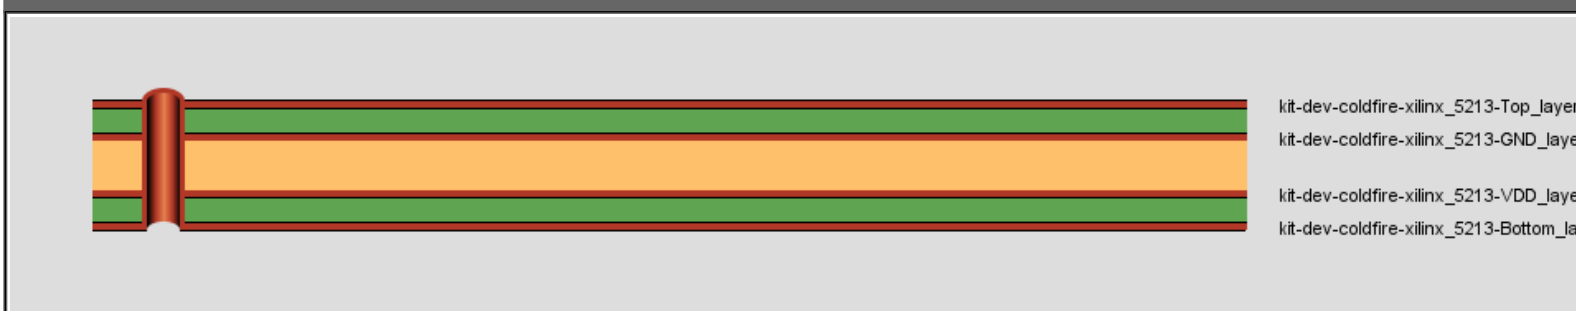 kit-dev-coldfire-xilinx_5213-Top_layer
kit-dev-coldfire-xilinx_5213-GND_laye
kit-dev-coldfire-xilinx_5213-VDD_laye
kit-dev-coldfire-xilinx_5213-Bottom_la